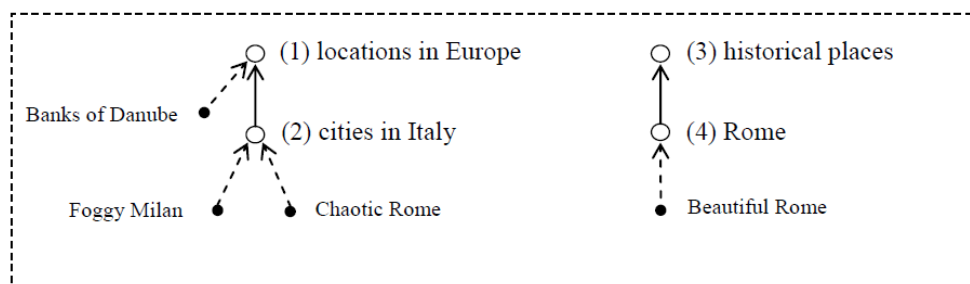 (1) locations in Europe
(3) historical places
Banks of Danube
(2) cities in Italy
(4) Rome
Foggy Milan
Chaotic Rome
Beautiful Rome